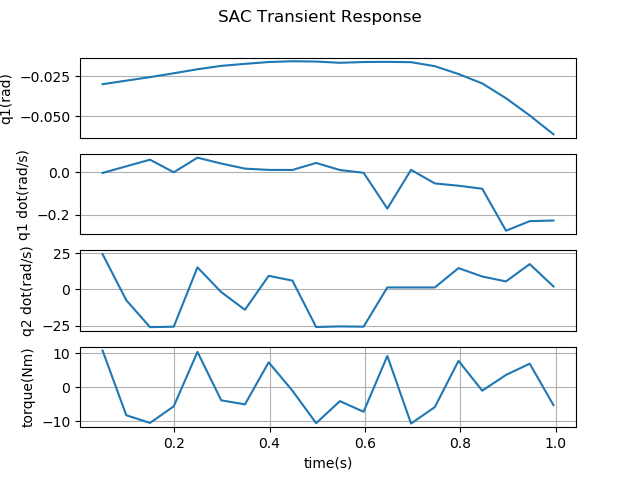 SAC Transient Response
q1(rad)
−0.025
−0.050
q1 dot(rad/s)
0.0
−0.2
q2 dot(rad/s)
25
0
−25
torque(Nm)
10
0
−10
0.2 0.4 0.6 0.8 1.0
time(s)